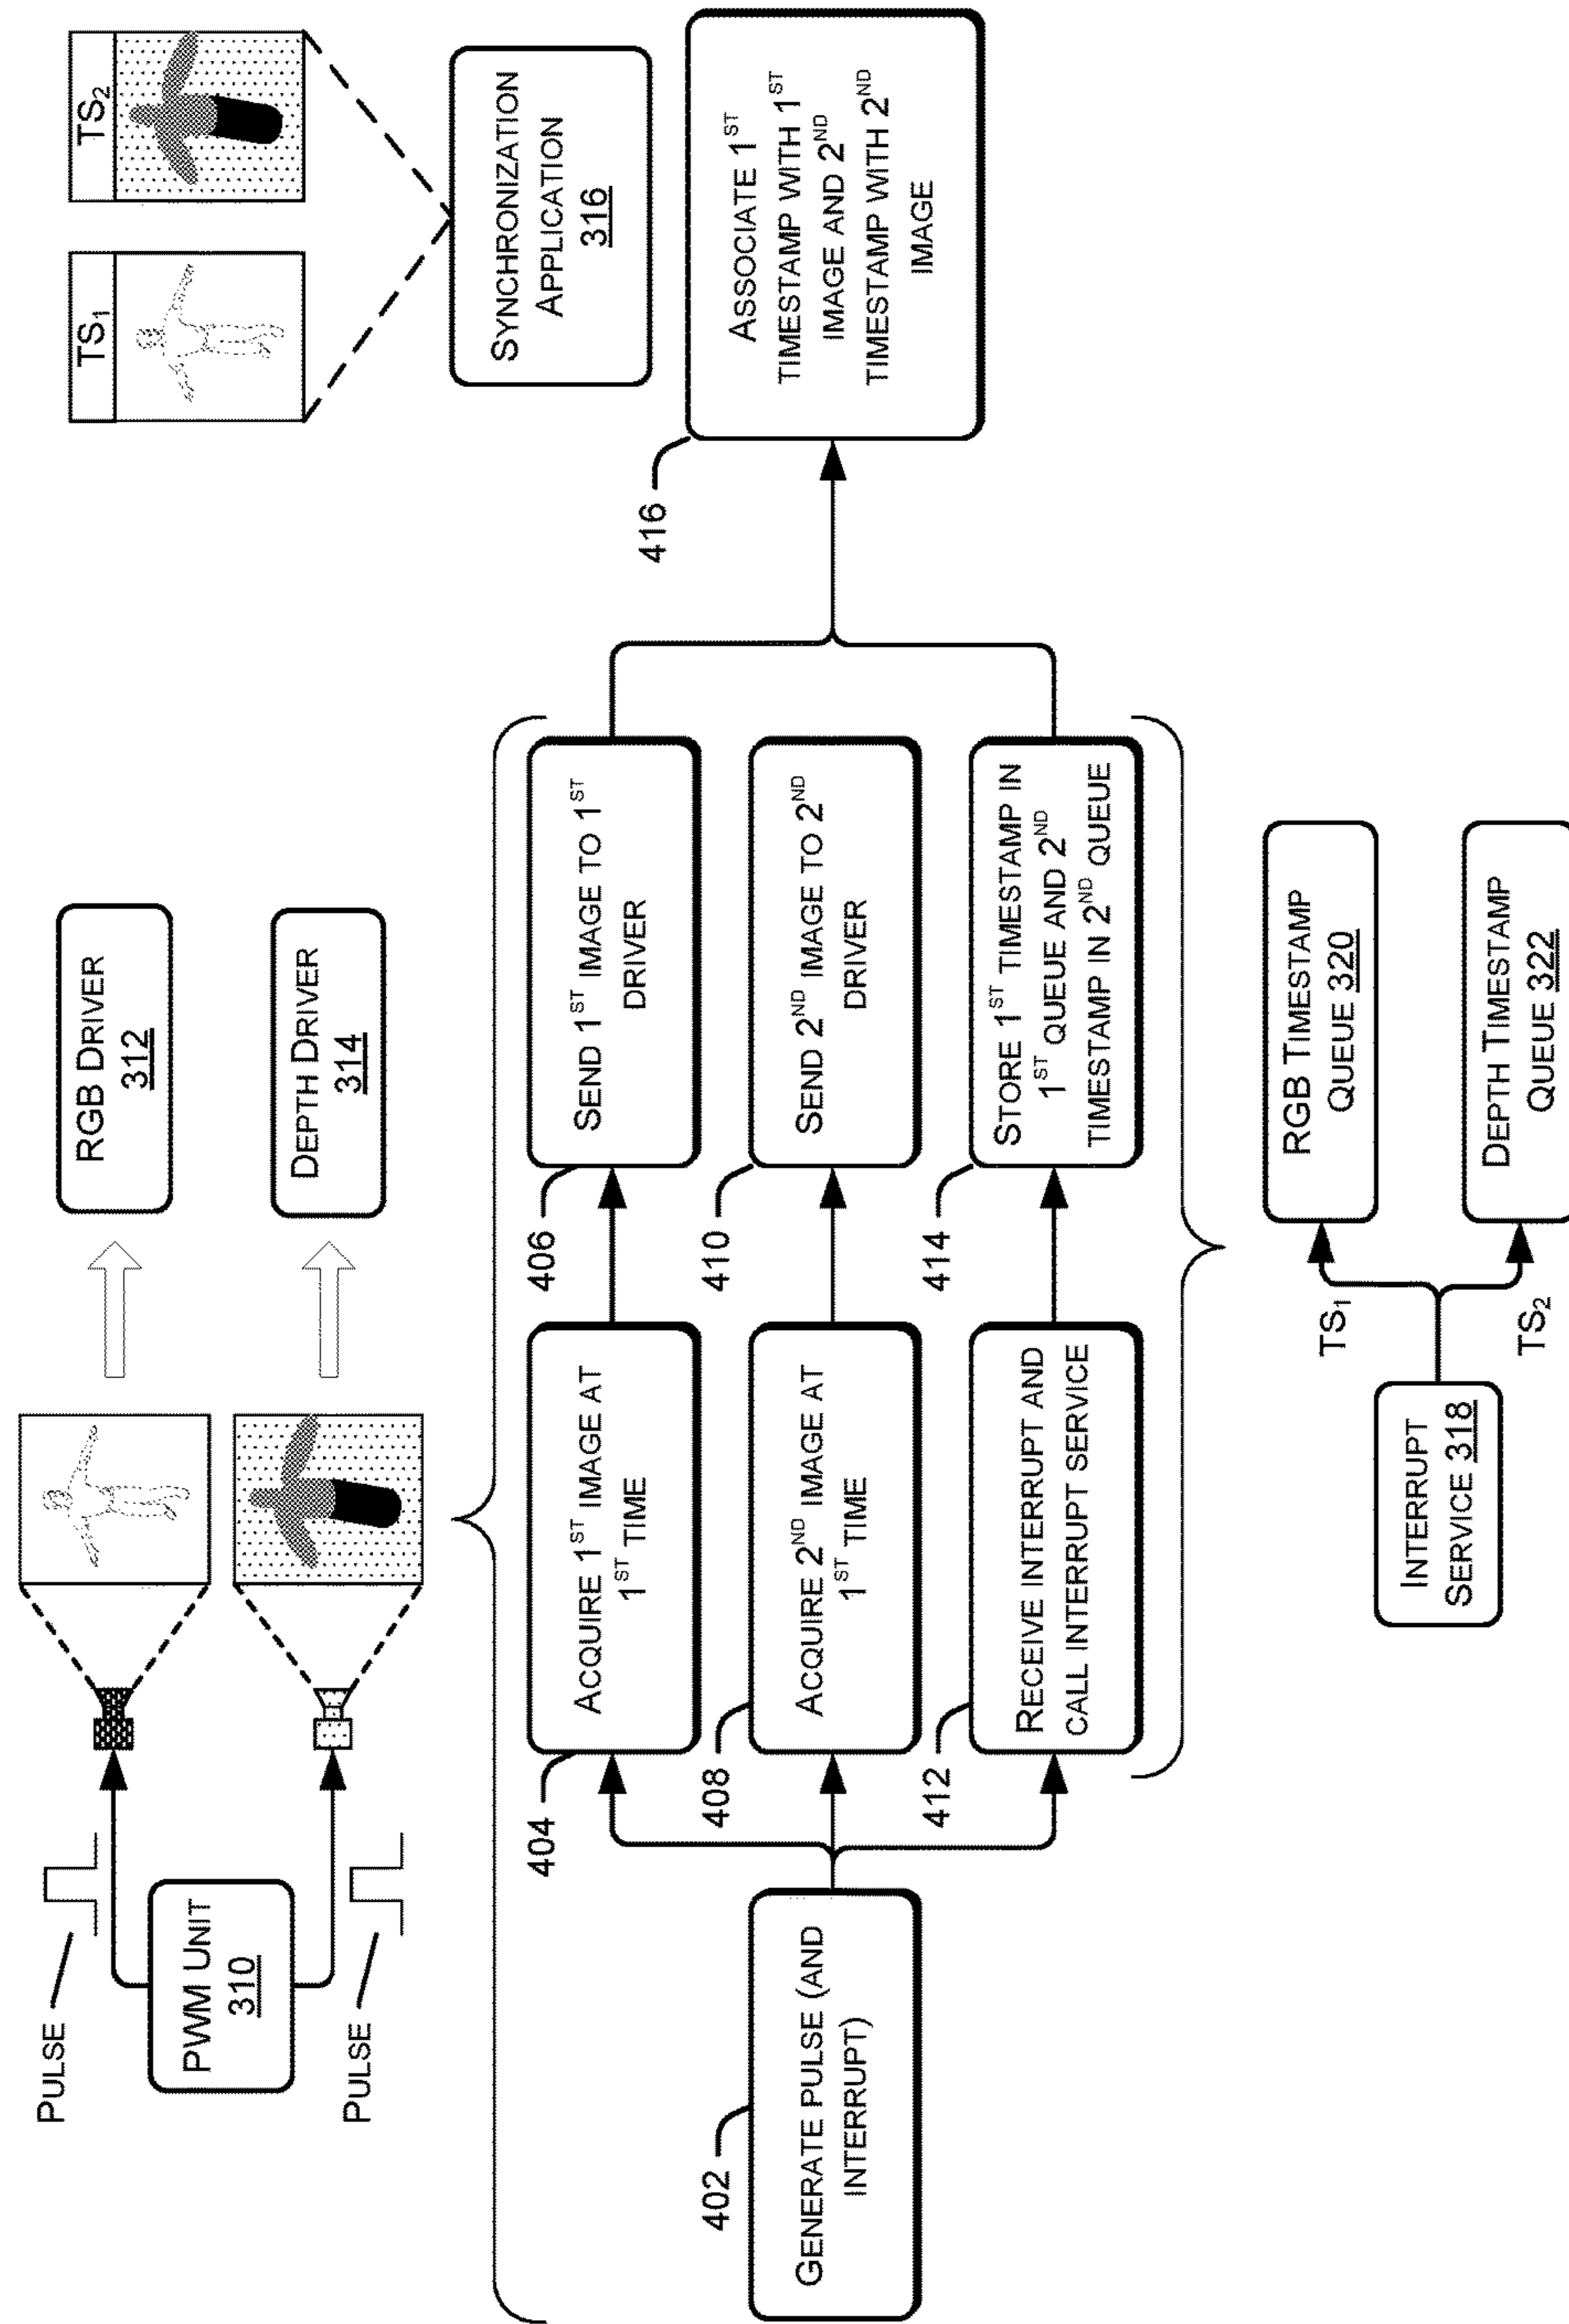 PULSE
PWM UNIT
310
PULSE
RGB DRIVER
312
DEPTH DRIVER
314
TS₁
TS₂
SYNCHRONIZATION
APPLICATION
316
402
GENERATE PULSE (AND
INTERRUPT)
404
ACQUIRE 1ST IMAGE AT
1ST TIME
406
SEND 1ST IMAGE TO 1ST
DRIVER
408
ACQUIRE 2ND IMAGE AT
1ST TIME
410
SEND 2ND IMAGE TO 2ND
DRIVER
412
RECEIVE INTERRUPT AND
CALL INTERRUPT SERVICE
414
STORE 1ST TIMESTAMP IN
1ST QUEUE AND 2ND
TIMESTAMP IN 2ND QUEUE
416
ASSOCIATE 1ST
TIMESTAMP WITH 1ST
IMAGE AND 2ND
TIMESTAMP WITH 2ND
IMAGE
INTERRUPT
SERVICE 318
TS₁
TS₂
RGB TIMESTAMP
QUEUE 320
DEPTH TIMESTAMP
QUEUE 322